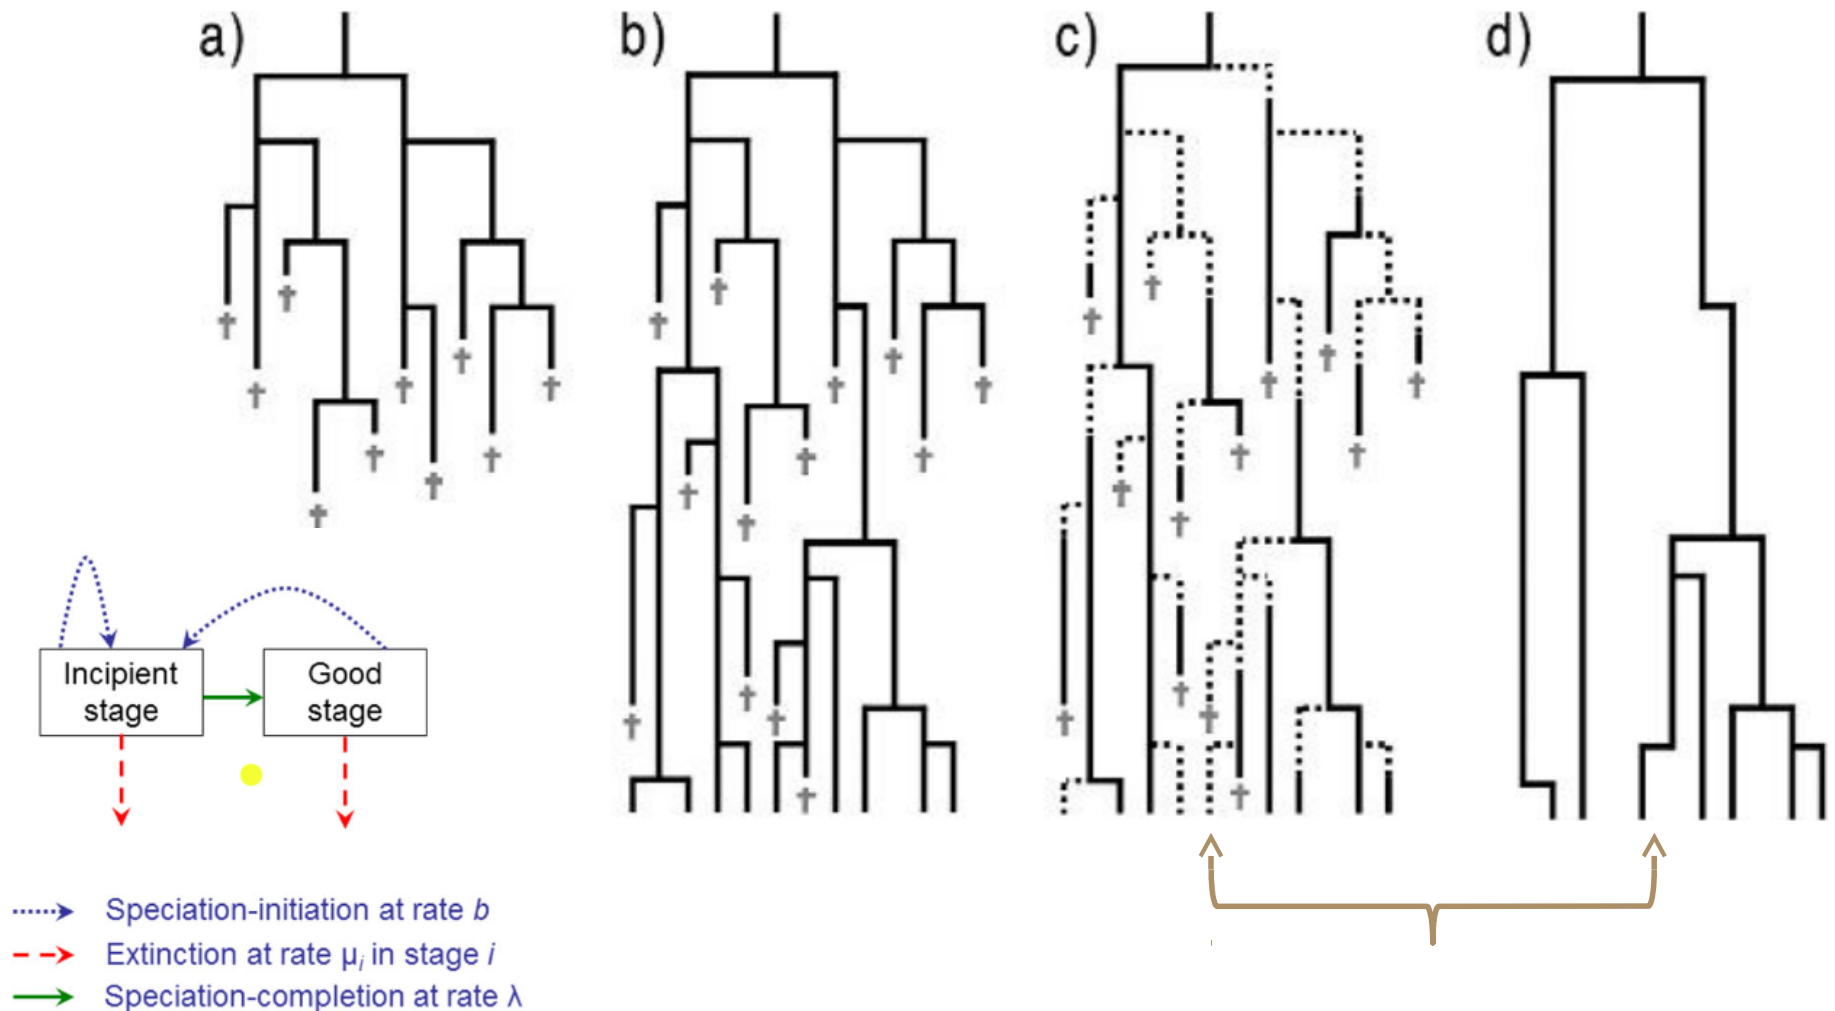 a)
b)
c)
d)
Incipient
stage
Good
stage
Speciation-initiation at rate b
Extinction at rate μi in stage i
Speciation-completion at rate λ